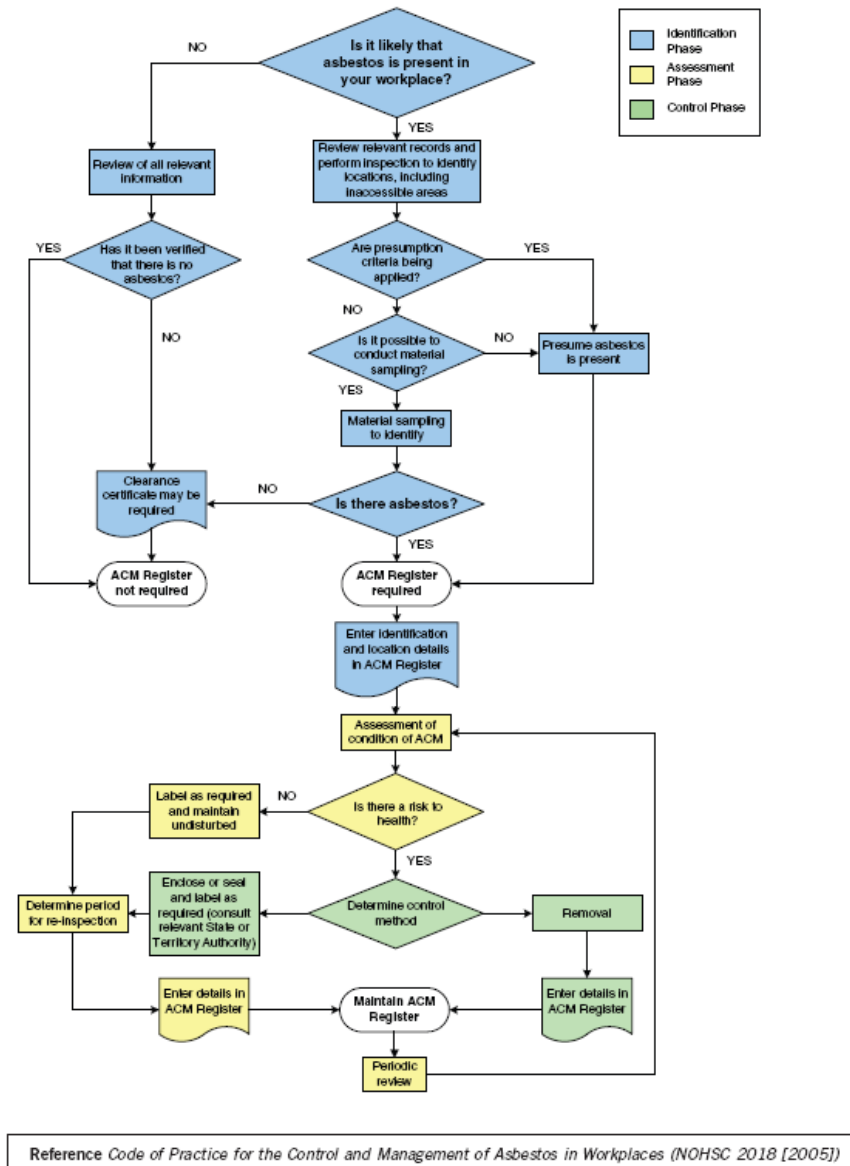 NO
Is it likely that
asbestos is present in
your workplace?
Identification
Phase
Assessment
Phase
Control Phase
YES
Review of all relevant
information
Review relevant records and
perform inspection to identify
locations, including
inaccessible areas
YES
Has it been verified
that there is no
asbestos?
Are presumption
criteria being
applied?
YES
NO
NO
Is it possible to
conduct material
sampling?
NO
Presume asbestos
is present
YES
Material sampling
to identify
Clearance
certificate may be
required
NO
Is there asbestos?
YES
ACM Register
not required
ACM Register
required
Enter identification
and location details
in ACM Register
Assessment of
condition of ACM
Label as required
and maintain
undisturbed
NO
Is there a risk to
health?
YES
Determine period
for re-inspection
Enclose or seal
and label as
required (consult
relevant State or
Territory Authority)
Determine control
method
Removal
Enter details in
ACM Register
Maintain ACM
Register
Enter details in
ACM Register
Periodic
review
Reference Code of Practice for the Control and Management of Asbestos in Workplaces (NOHSC 2018 [2005])